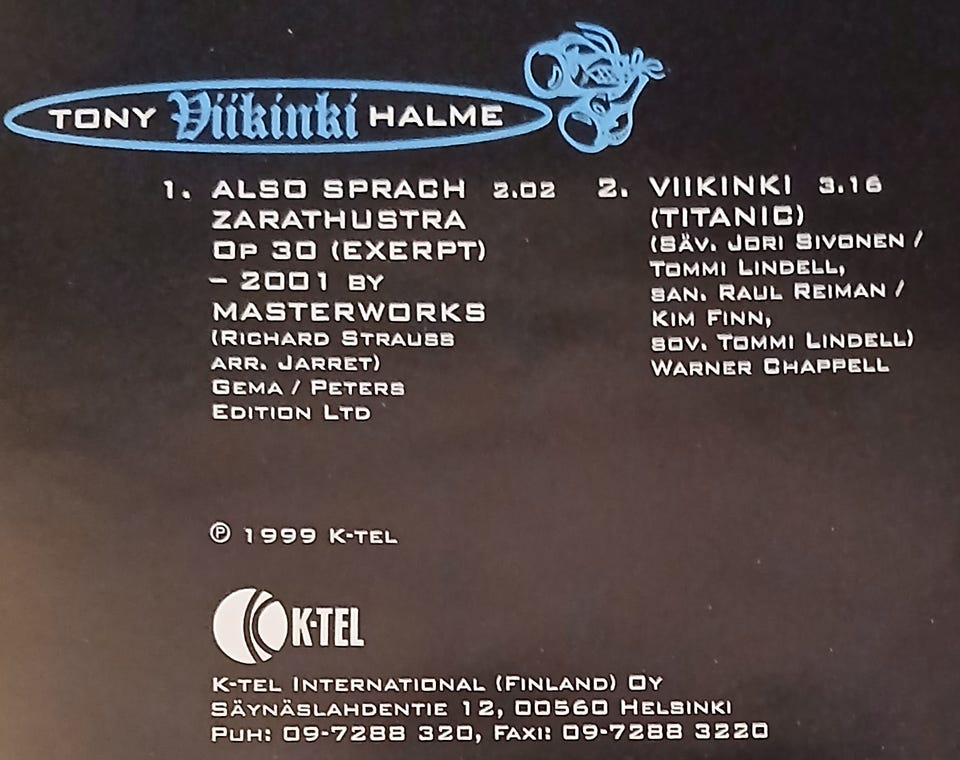 TONY Viikinki HALME
1. ALSO SPRACH 2.02
ZARATHUSTRA
OP 30 (EXERPT)
– 2001 BY
MASTERWORKS
(RICHARD STRAUSS
ARR. JARRET)
GEMA / PETERS
EDITION LTD
2. VIIKINKI 3.16
(TITANIC)
(SÄV. JORI SIVONEN /
TOMMI LINDELL,
SAN. RAUL REIMAN /
KIM FINN,
SOV. TOMMI LINDELL)
WARNER CHAPPELL
℗ 1999 K-TEL
K-TEL
K-TEL INTERNATIONAL (FINLAND) OY
SÄYNÄSLAHDENTIE 12, 00560 HELSINKI
PUH: 09-7288 320, FAXI: 09-7288 3220